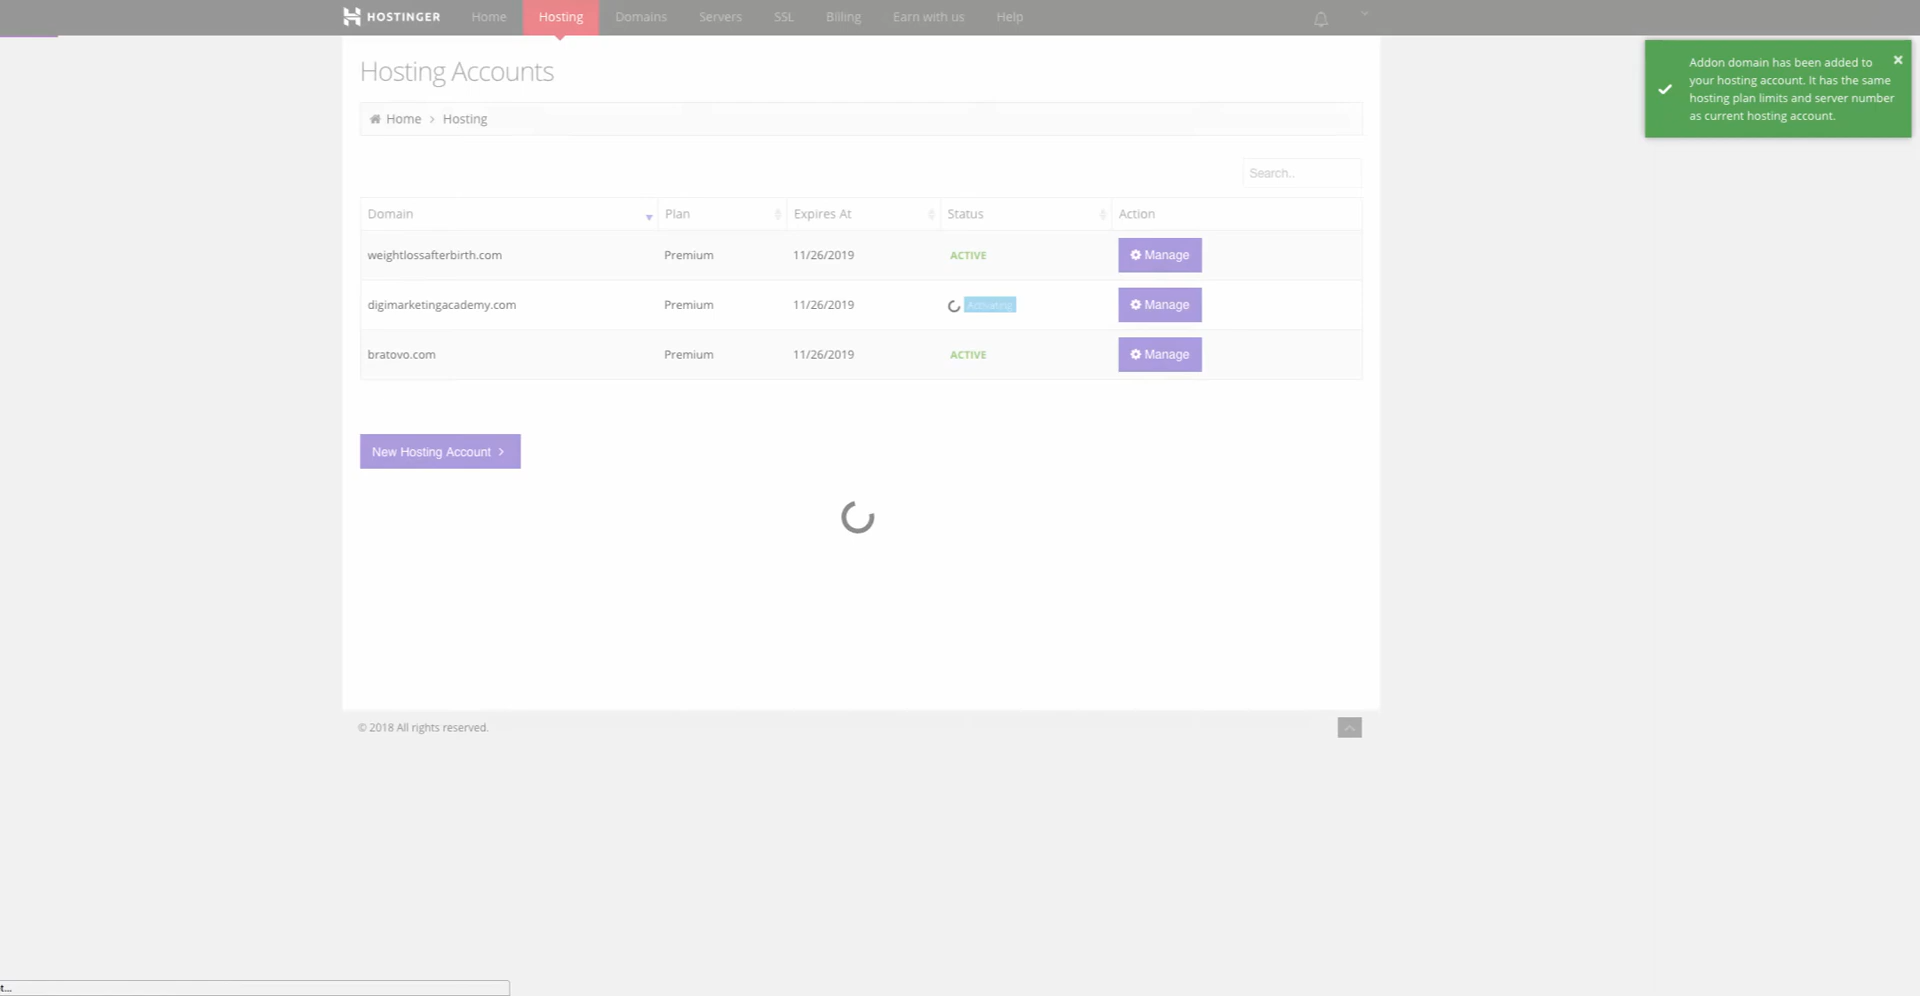 HOSTINGER Home Hosting Domains Servers SSL Billing Earn with us Help
Addon domain has been added to
your hosting account. It has the same
hosting plan limits and server number
as current hosting account.
Hosting Accounts
Home > Hosting
Search..
Domain Plan Expires At Status Action
weightlossafterbirth.com Premium 11/26/2019 ACTIVE Manage
digimarketingacademy.com Premium 11/26/2019 Activating Manage
bratovo.com Premium 11/26/2019 ACTIVE Manage
New Hosting Account >
© 2018 All rights reserved.
t...